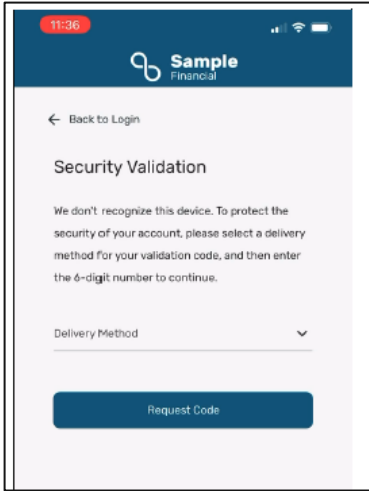 11:36
Sample
Financial
← Back to Login
Security Validation
We don't recognize this device. To protect the
security of your account, please select a delivery
method for your validation code, and then enter
the 6-digit number to continue.
Delivery Method
Request Code